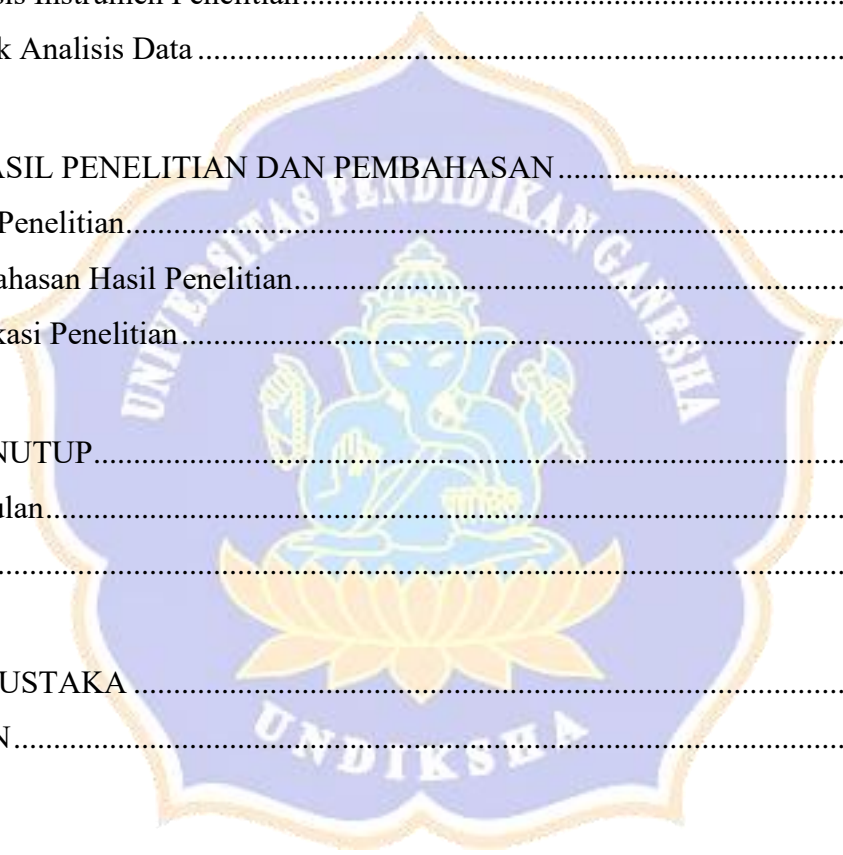 sis Instrumen Penelitian..........................................................................
k Analisis Data..........................................................................
ASIL PENELITIAN DAN PEMBAHASAN..........................................................................
Penelitian..........................................................................
ahasan Hasil Penelitian..........................................................................
kasi Penelitian..........................................................................
NUTUP..........................................................................
ulan..........................................................................
..........................................................................
USTAKA..........................................................................
N..........................................................................
UNIVERSITAS PENDIDIKAN GANESHA
UNDIKSHA